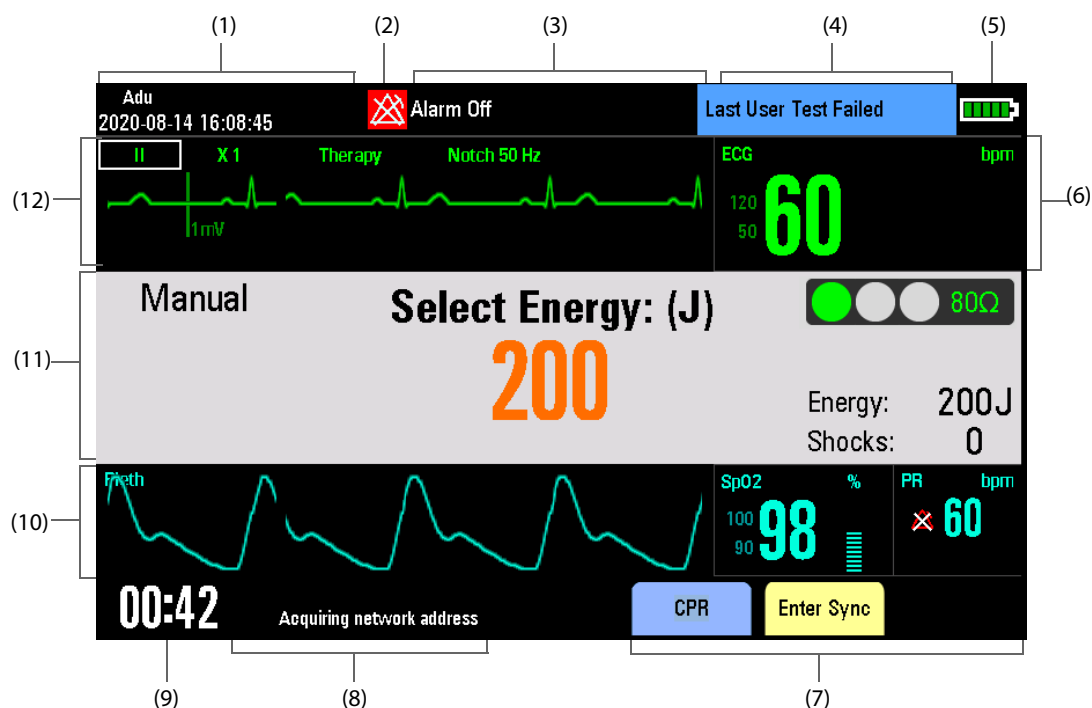 (1) (2) (3) (4) (5)
Adu
2020-08-14 16:08:45
Alarm Off
Last User Test Failed
II X 1 Therapy Notch 50 Hz
1mV
ECG bpm
120
50
60
(12)
(6)
Manual
Select Energy: (J)
200
80Ω
Energy: 200J
Shocks: 0
(11)
Pleth
SpO2 %
100
90
98
PR bpm
60
(10)
00:42
Acquiring network address
CPR
Enter Sync
(9) (8) (7)